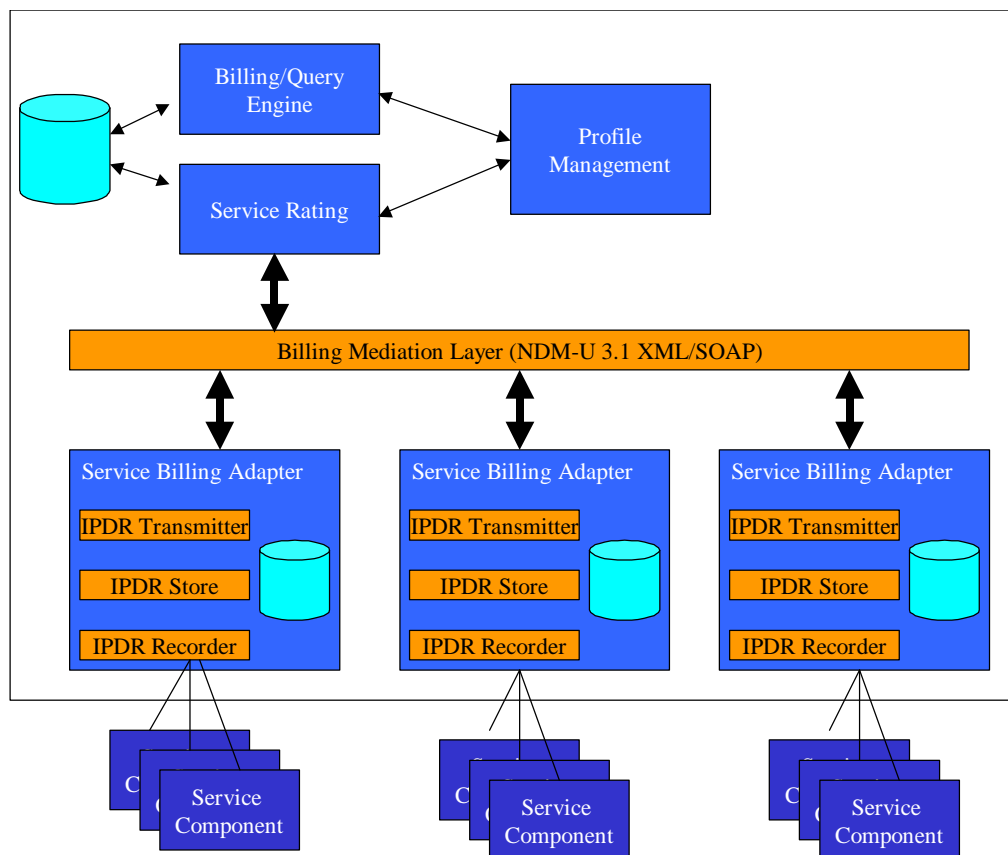 Billing/Query
Engine
Profile
Management
Service Rating
Billing Mediation Layer (NDM-U 3.1 XML/SOAP)
Service Billing Adapter
IPDR Transmitter
IPDR Store
IPDR Recorder
Service Billing Adapter
IPDR Transmitter
IPDR Store
IPDR Recorder
Service Billing Adapter
IPDR Transmitter
IPDR Store
IPDR Recorder
Service
Component
Service
Component
Service
Component